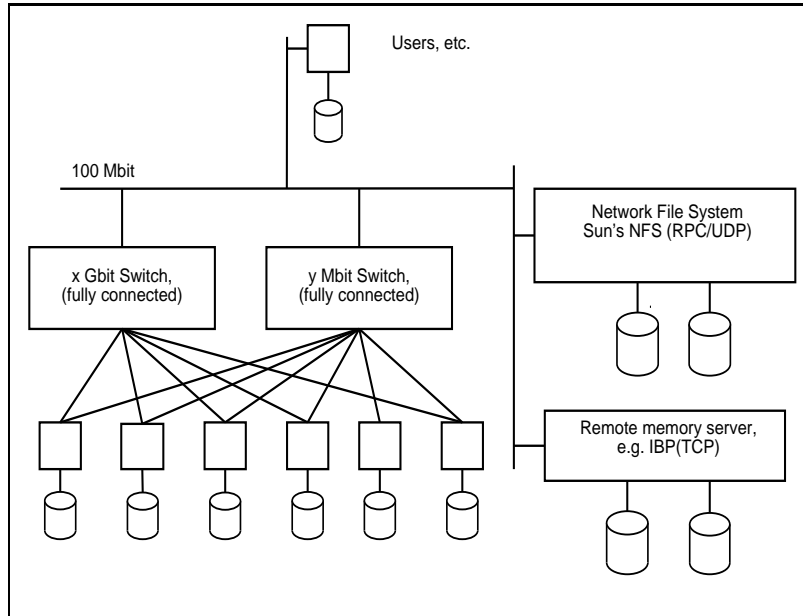 Users, etc.
100 Mbit
Network File System
Sun's NFS (RPC/UDP)
x Gbit Switch,
(fully connected)
y Mbit Switch,
(fully connected)
Remote memory server,
e.g. IBP(TCP)